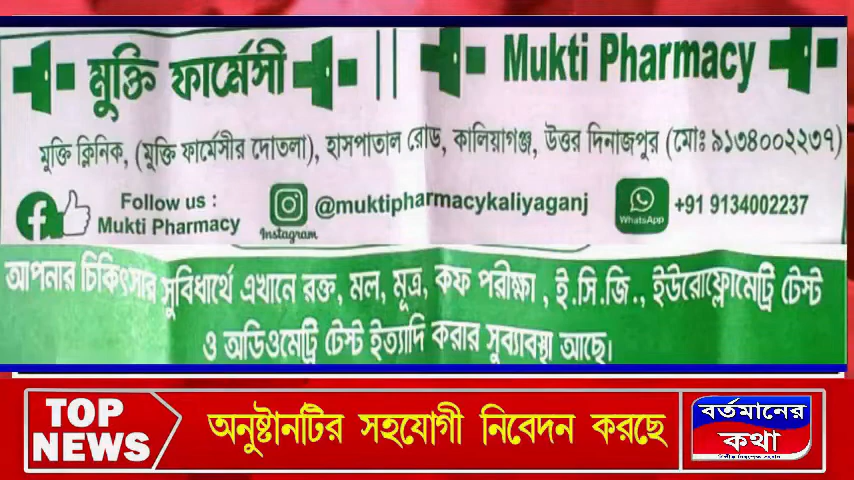 মুক্তি ফার্মেসী || Mukti Pharmacy
মুক্তি ক্লিনিক, (মুক্তি ফার্মেসীর দোতলা), হাসপাতাল রোড, কালিয়াগঞ্জ, উত্তর দিনাজপুর (মোঃ ৯১৩৪০০২২৩৭)
Follow us :
Mukti Pharmacy
Instagram
@muktipharmacykaliyaganj
WhatsApp
+91 9134002237
আপনার চিকিৎসার সুবিধার্থে এখানে রক্ত, মল, মূত্র, কফ পরীক্ষা , ই.সি.জি., ইউরোফ্লোমেট্রি টেস্ট
ও অডিওমেট্রি টেস্ট ইত্যাদি করার সুব্যাবস্থা আছে।
TOP
NEWS
অনুষ্টানটির সহযোগী নিবেদন করছে
বর্তমানের
কথা